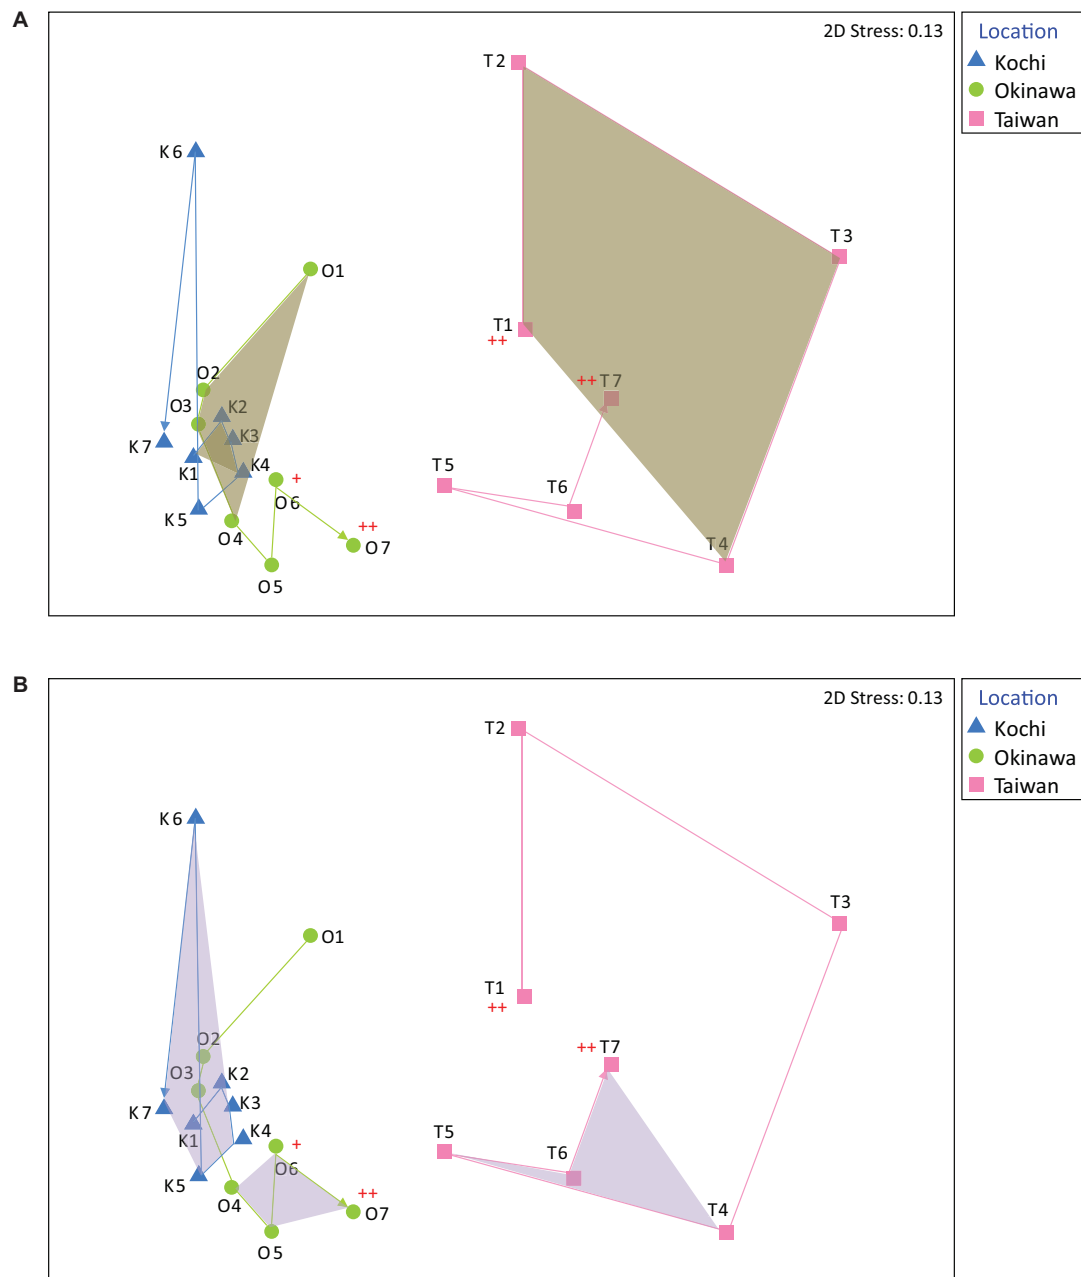 A
2D Stress: 0.13
Location
Kochi
Okinawa
Taiwan
T2
K6
T3
O1
T1
++
O2
++ T7
O3
K2
K7
K3
K1
K4
T5
+
O6
T6
K5
++
O4
O7
T4
O5
B
2D Stress: 0.13
Location
Kochi
Okinawa
Taiwan
T2
K6
T3
O1
T1
++
O2
++ T7
O3
K2
K7
K3
K1
K4
T5
+
O6
T6
K5
++
O4
O7
T4
O5